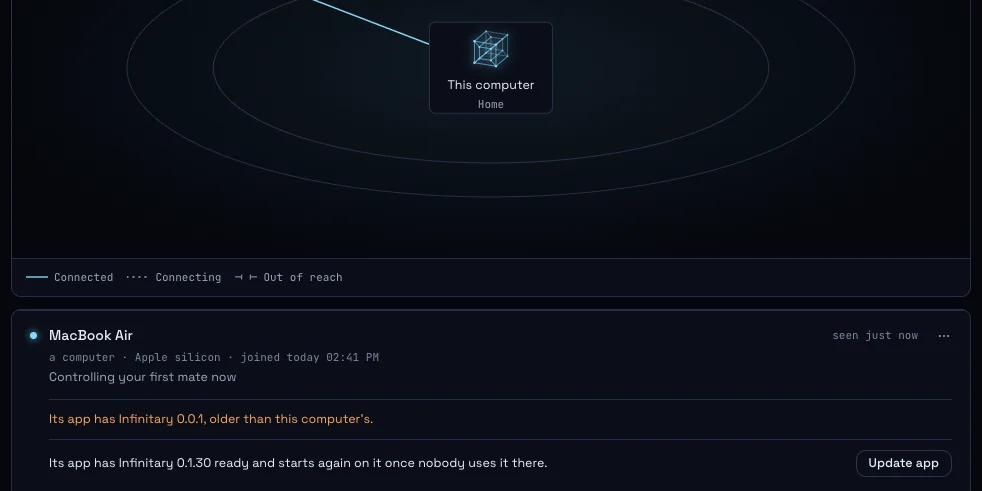 This computer
Home
Connected
Connecting
Out of reach
MacBook Air
seen just now
a computer · Apple silicon · joined today 02:41 PM
Controlling your first mate now
Its app has Infinitary 0.0.1, older than this computer's.
Its app has Infinitary 0.1.30 ready and starts again on it once nobody uses it there.
Update app